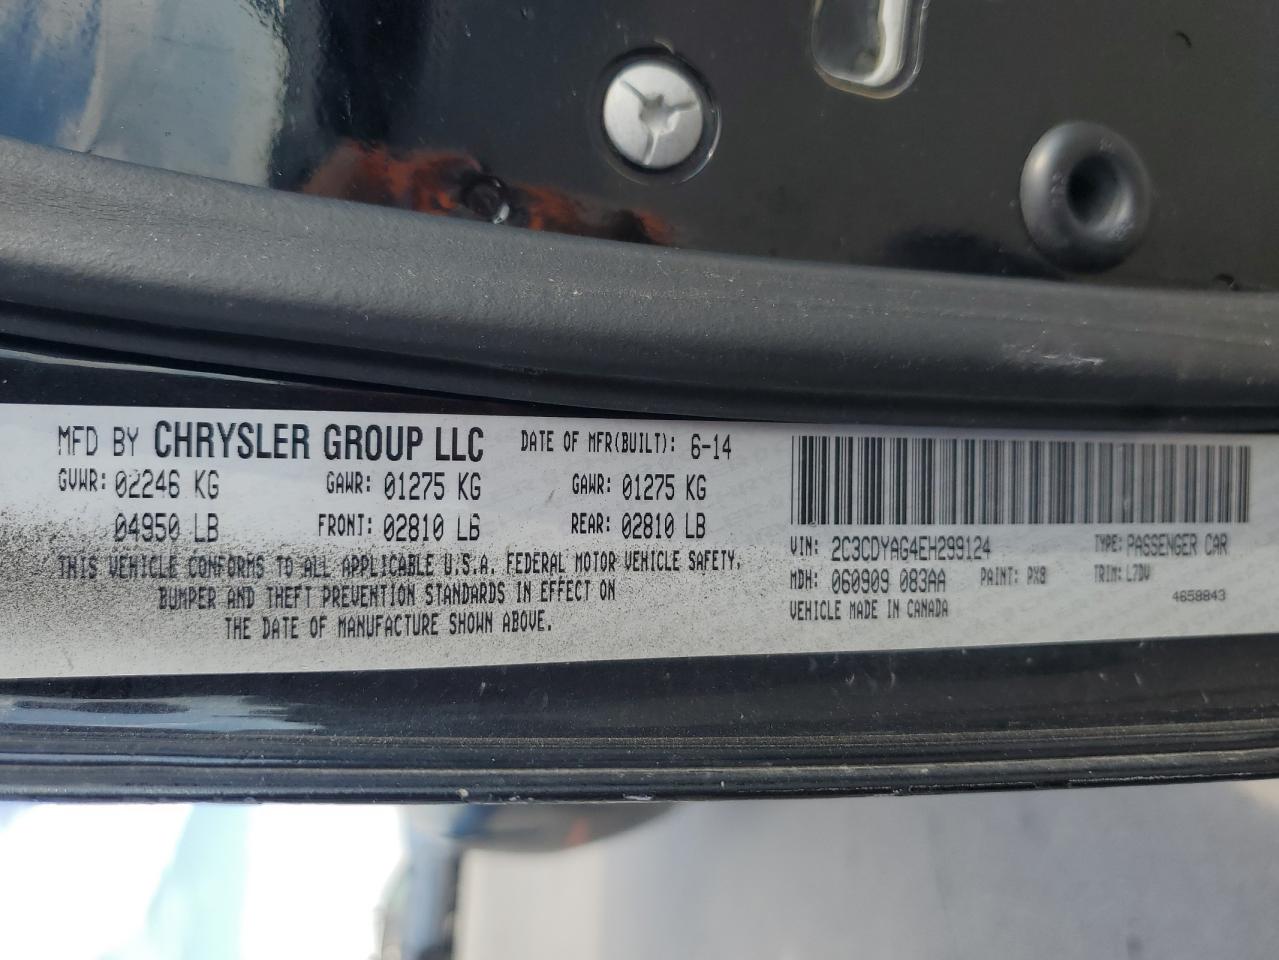 MFD BY CHRYSLER GROUP LLC DATE OF MFR(BUILT): 6-14
GVWR: 02246 KG GAWR: 01275 KG GAWR: 01275 KG
04950 LB FRONT: 02810 LB REAR: 02810 LB
THIS VEHICLE CONFORMS TO ALL APPLICABLE U.S.A. FEDERAL MOTOR VEHICLE SAFETY,
BUMPER AND THEFT PREVENTION STANDARDS IN EFFECT ON
THE DATE OF MANUFACTURE SHOWN ABOVE.
VIN: 2C3CDYAG4EH299124 TYPE: PASSENGER CAR
MDH: 060909 083AA PAINT: PX8 TRIM: L7DV
VEHICLE MADE IN CANADA 4658843